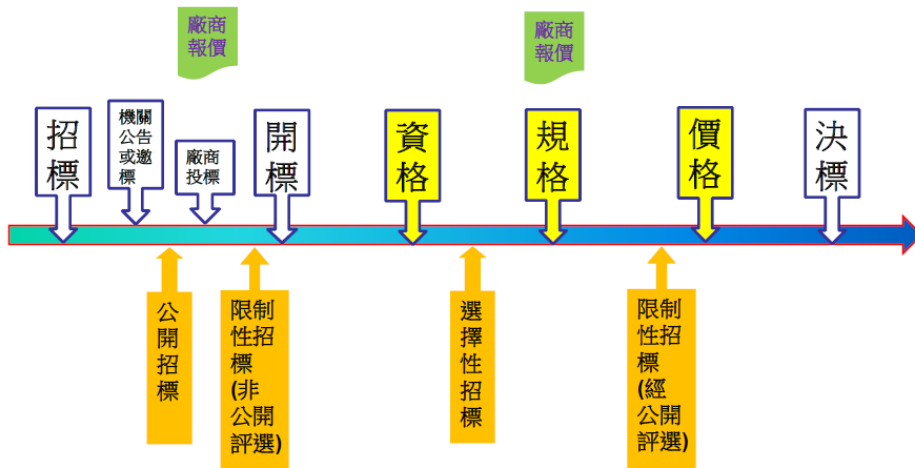 廠商
報價
廠商
報價
招
標
機關
公告
或邀
標
廠商
投標
開
標
資
格
規
格
價
格
決
標
公
開
招
標
限制
性招
標
(非
公開
評選)
選
擇
性
招
標
限制
性招
標
(經
公開
評選)